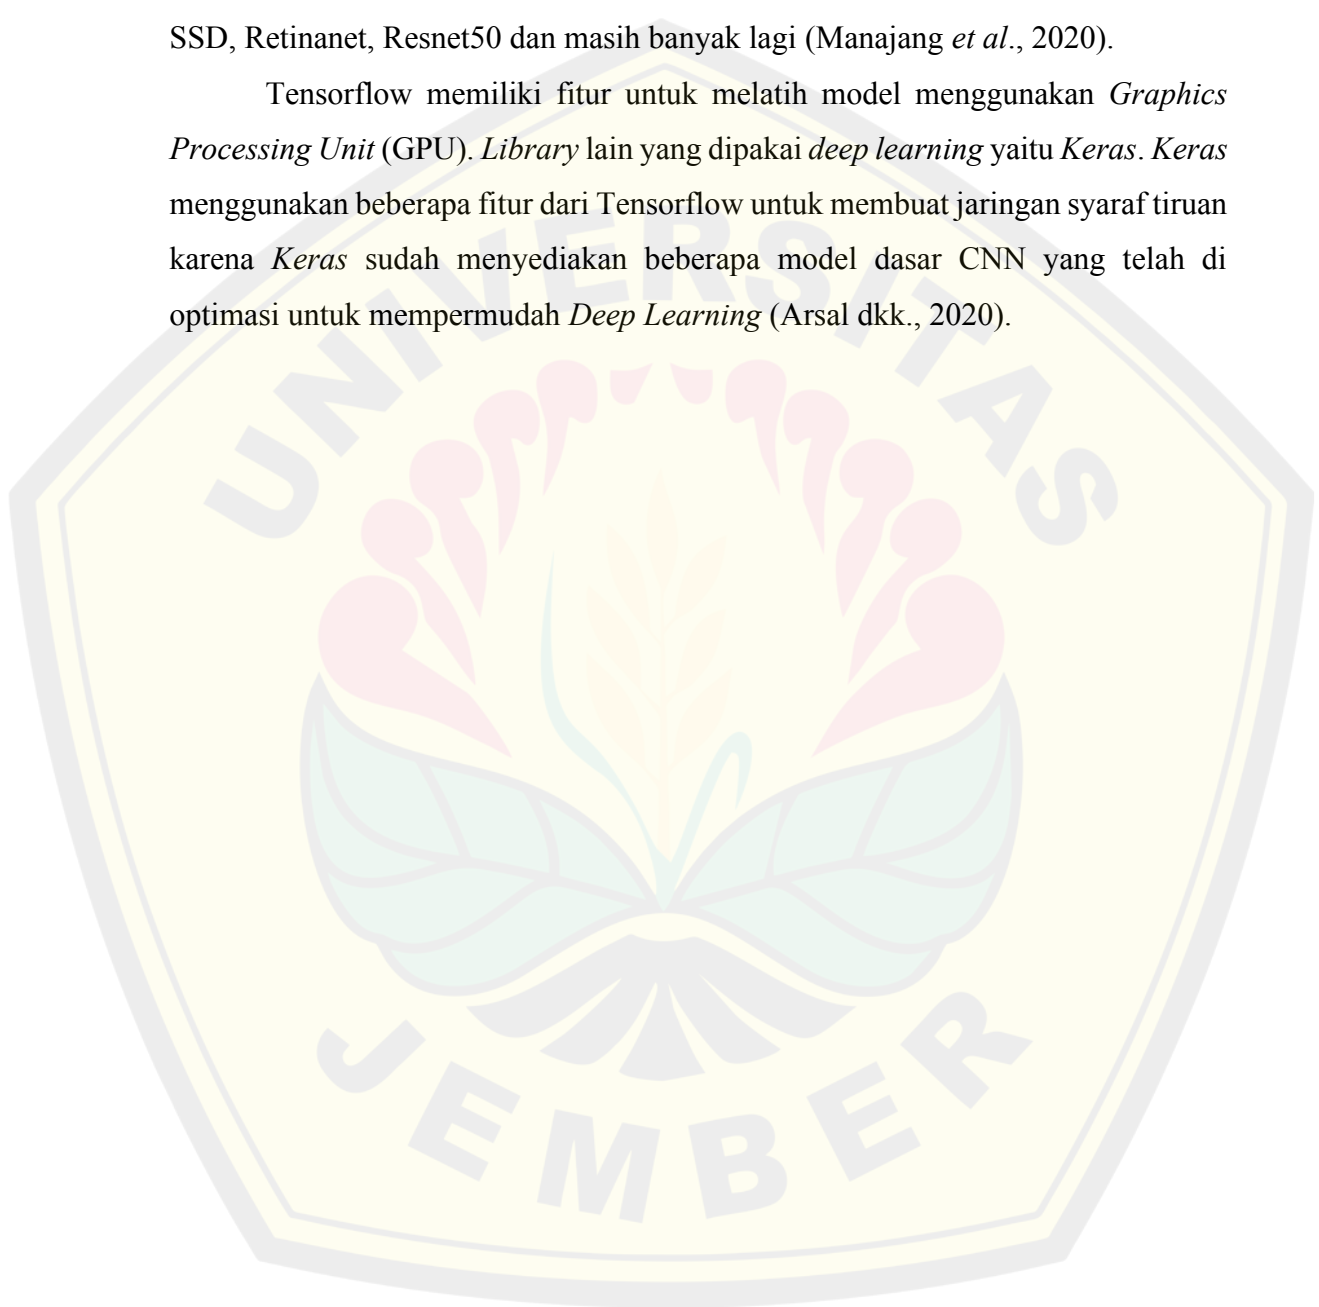 SSD, Retinanet, Resnet50 dan masih banyak lagi (Manajang et al., 2020).
Tensorflow memiliki fitur untuk melatih model menggunakan Graphics
Processing Unit (GPU). Library lain yang dipakai deep learning yaitu Keras. Keras
menggunakan beberapa fitur dari Tensorflow untuk membuat jaringan syaraf tiruan
karena Keras sudah menyediakan beberapa model dasar CNN yang telah di
optimasi untuk mempermudah Deep Learning (Arsal dkk., 2020).
UNIVERSITAS
JEMBER